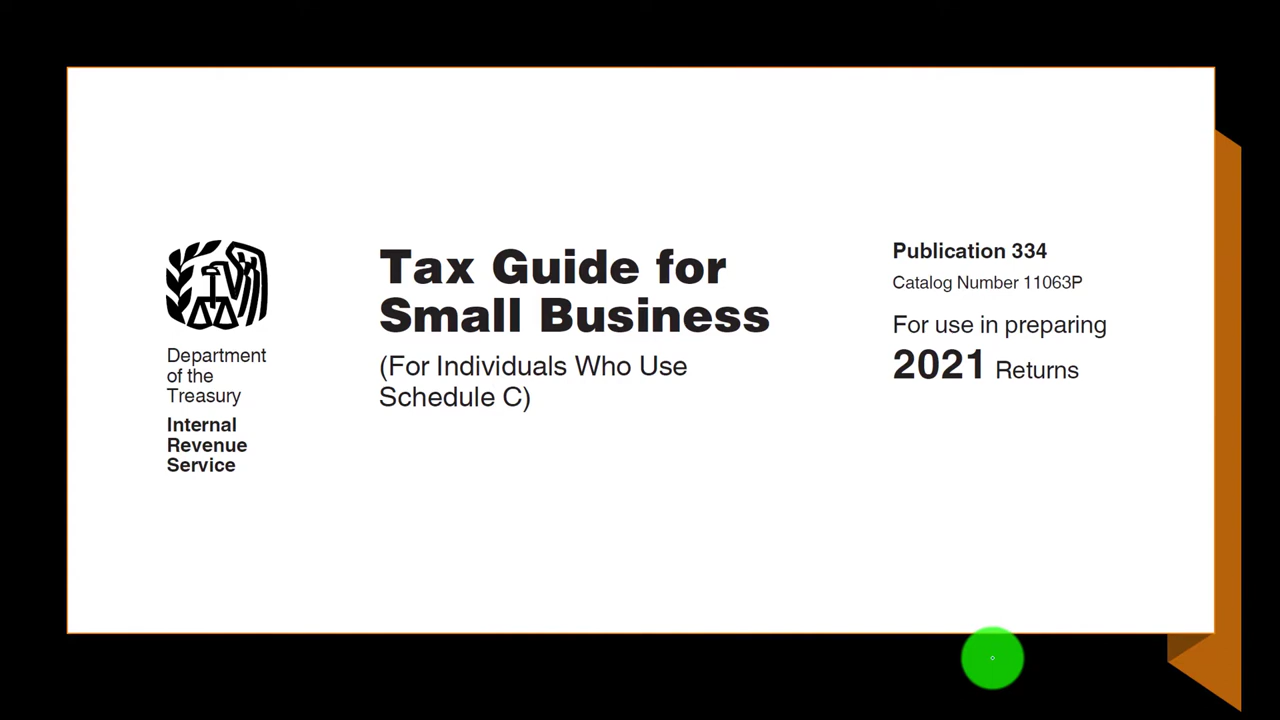 Department
of the
Treasury
Internal
Revenue
Service
Tax Guide for
Small Business
(For Individuals Who Use
Schedule C)
Publication 334
Catalog Number 11063P
For use in preparing
2021 Returns